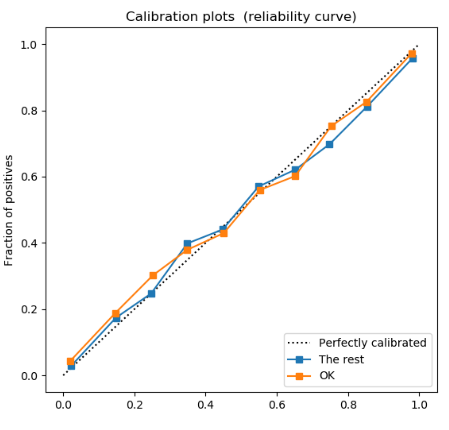 Calibration plots  (reliability curve)
Fraction of positives
1.0
0.8
0.6
0.4
0.2
0.0
0.0 0.2 0.4 0.6 0.8 1.0
Perfectly calibrated
The rest
OK